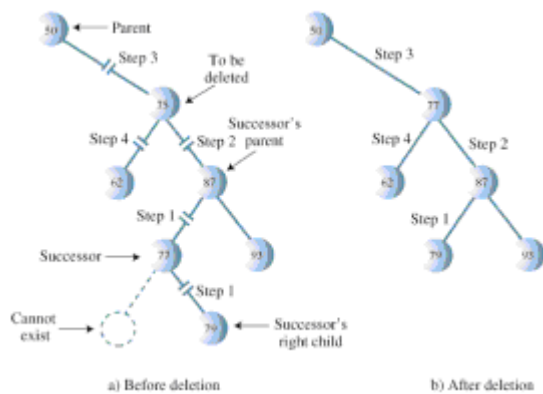 50
Parent
Step 3
To be
deleted
75
Step 4
Step 2
Successor's
parent
62
87
Step 1
Successor
77
93
Step 1
Cannot
exist
79
Successor's
right child
a) Before deletion
50
Step 3
77
Step 4
Step 2
62
87
Step 1
79
93
b) After deletion